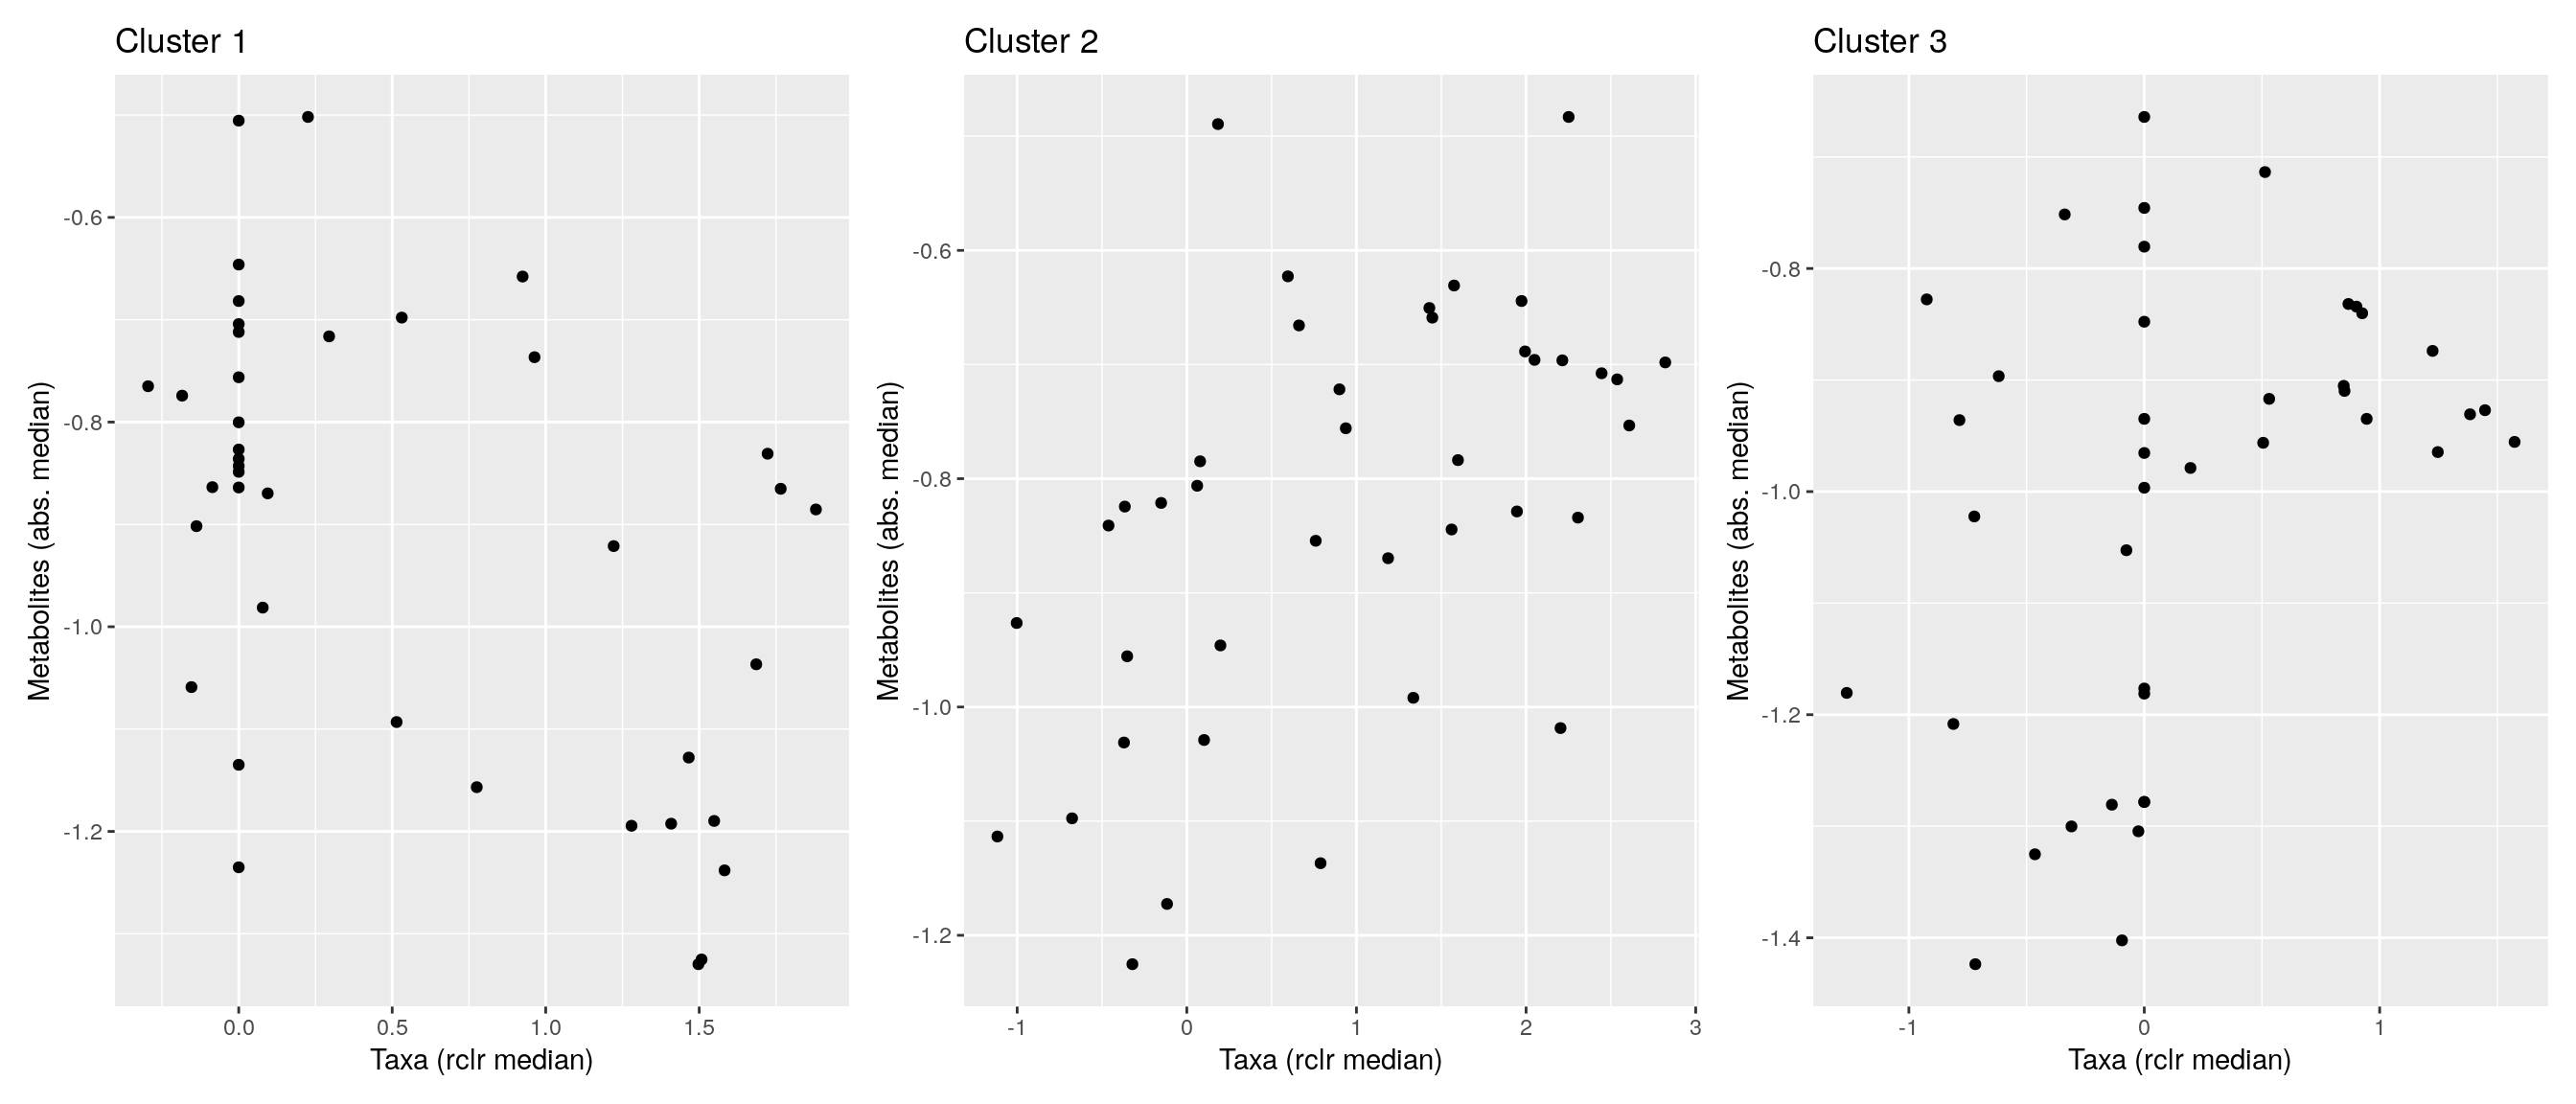 Cluster 1
Metabolites (abs. median)
-0.6
-0.8
-1.0
-1.2
0.0 0.5 1.0 1.5
Taxa (rclr median)
Cluster 2
Metabolites (abs. median)
-0.6
-0.8
-1.0
-1.2
-1 0 1 2 3
Taxa (rclr median)
Cluster 3
Metabolites (abs. median)
-0.8
-1.0
-1.2
-1.4
-1 0 1
Taxa (rclr median)